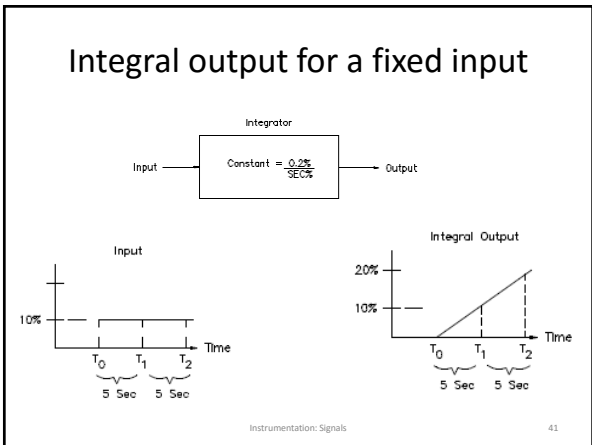 Integral output for a fixed input
Integrator
Input
Constant = 0.2%
SEC%
Output
Input
10%
Time
T0 T1 T2
5 Sec 5 Sec
Integral Output
20%
10%
Time
T0 T1 T2
5 Sec 5 Sec
Instrumentation: Signals 41